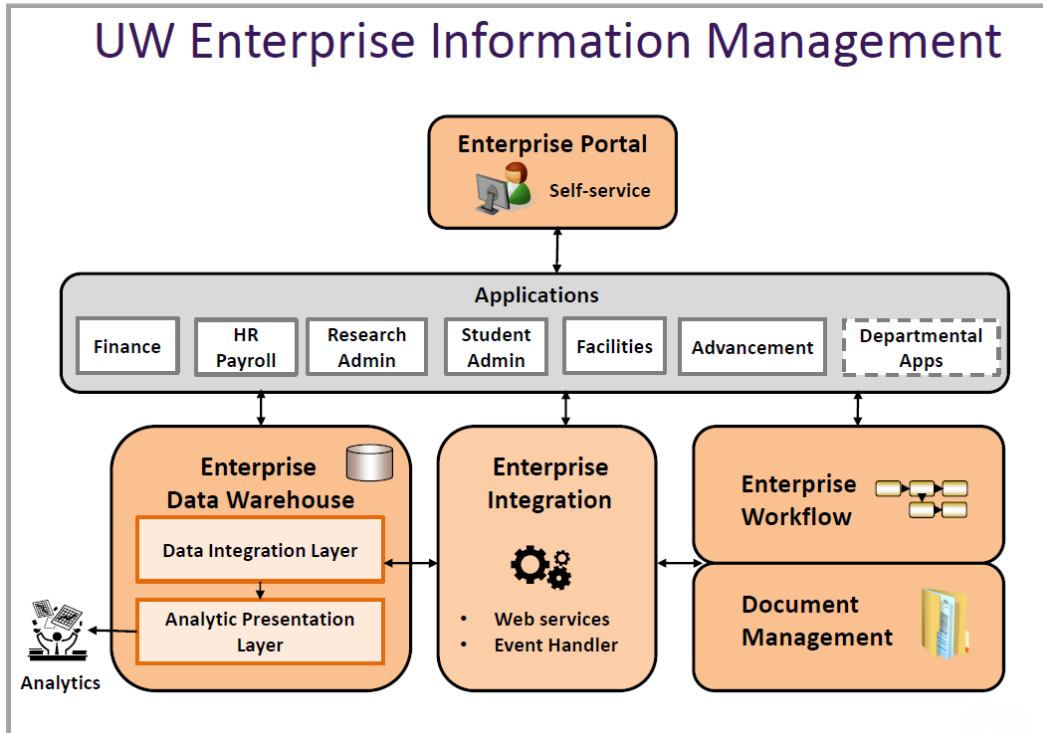 UW Enterprise Information Management
Enterprise Portal
Self-service
Applications
Finance
HR
Payroll
Research
Admin
Student
Admin
Facilities
Advancement
Departmental
Apps
Enterprise
Data Warehouse
Data Integration Layer
Analytic Presentation
Layer
Analytics
Enterprise
Integration
• Web services
• Event Handler
Enterprise
Workflow
Document
Management